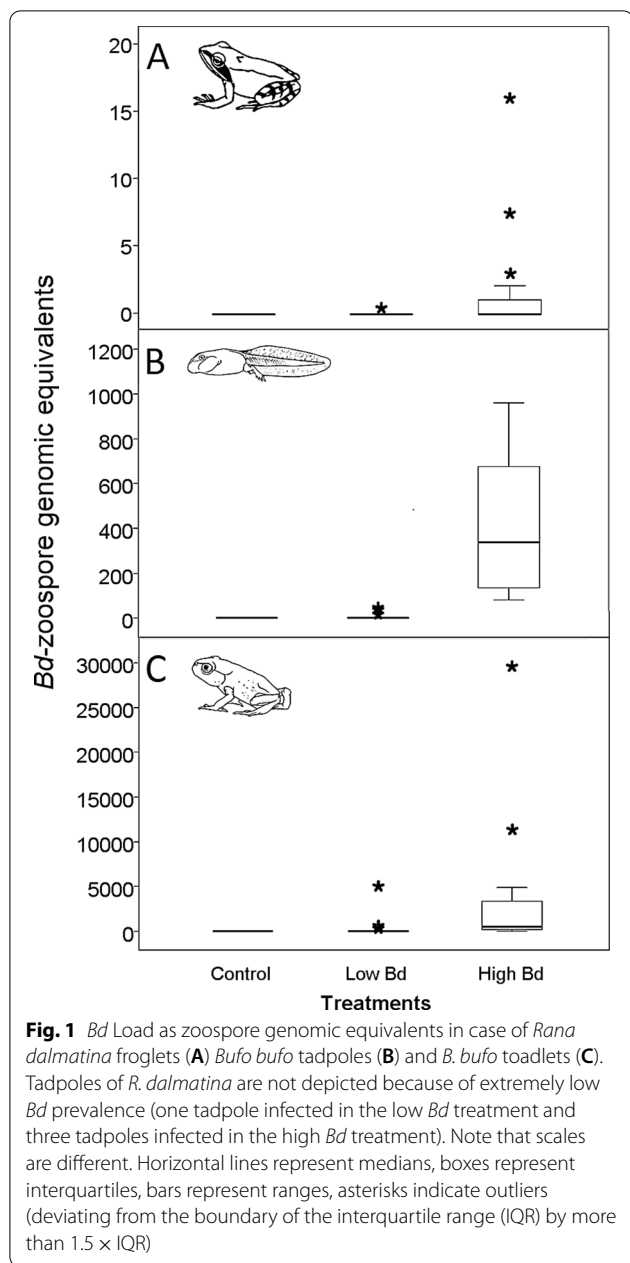 Bd-zoospore genomic equivalents
A
20
15
10
5
0
B
1200
1000
800
600
400
200
0
C
30000
25000
20000
15000
10000
5000
0
Control Low Bd High Bd
Treatments
Fig. 1 Bd Load as zoospore genomic equivalents in case of Rana
dalmatina froglets (A) Bufo bufo tadpoles (B) and B. bufo toadlets (C).
Tadpoles of R. dalmatina are not depicted because of extremely low
Bd prevalence (one tadpole infected in the low Bd treatment and
three tadpoles infected in the high Bd treatment). Note that scales
are different. Horizontal lines represent medians, boxes represent
interquartiles, bars represent ranges, asterisks indicate outliers
(deviating from the boundary of the interquartile range (IQR) by more
than 1.5 × IQR)